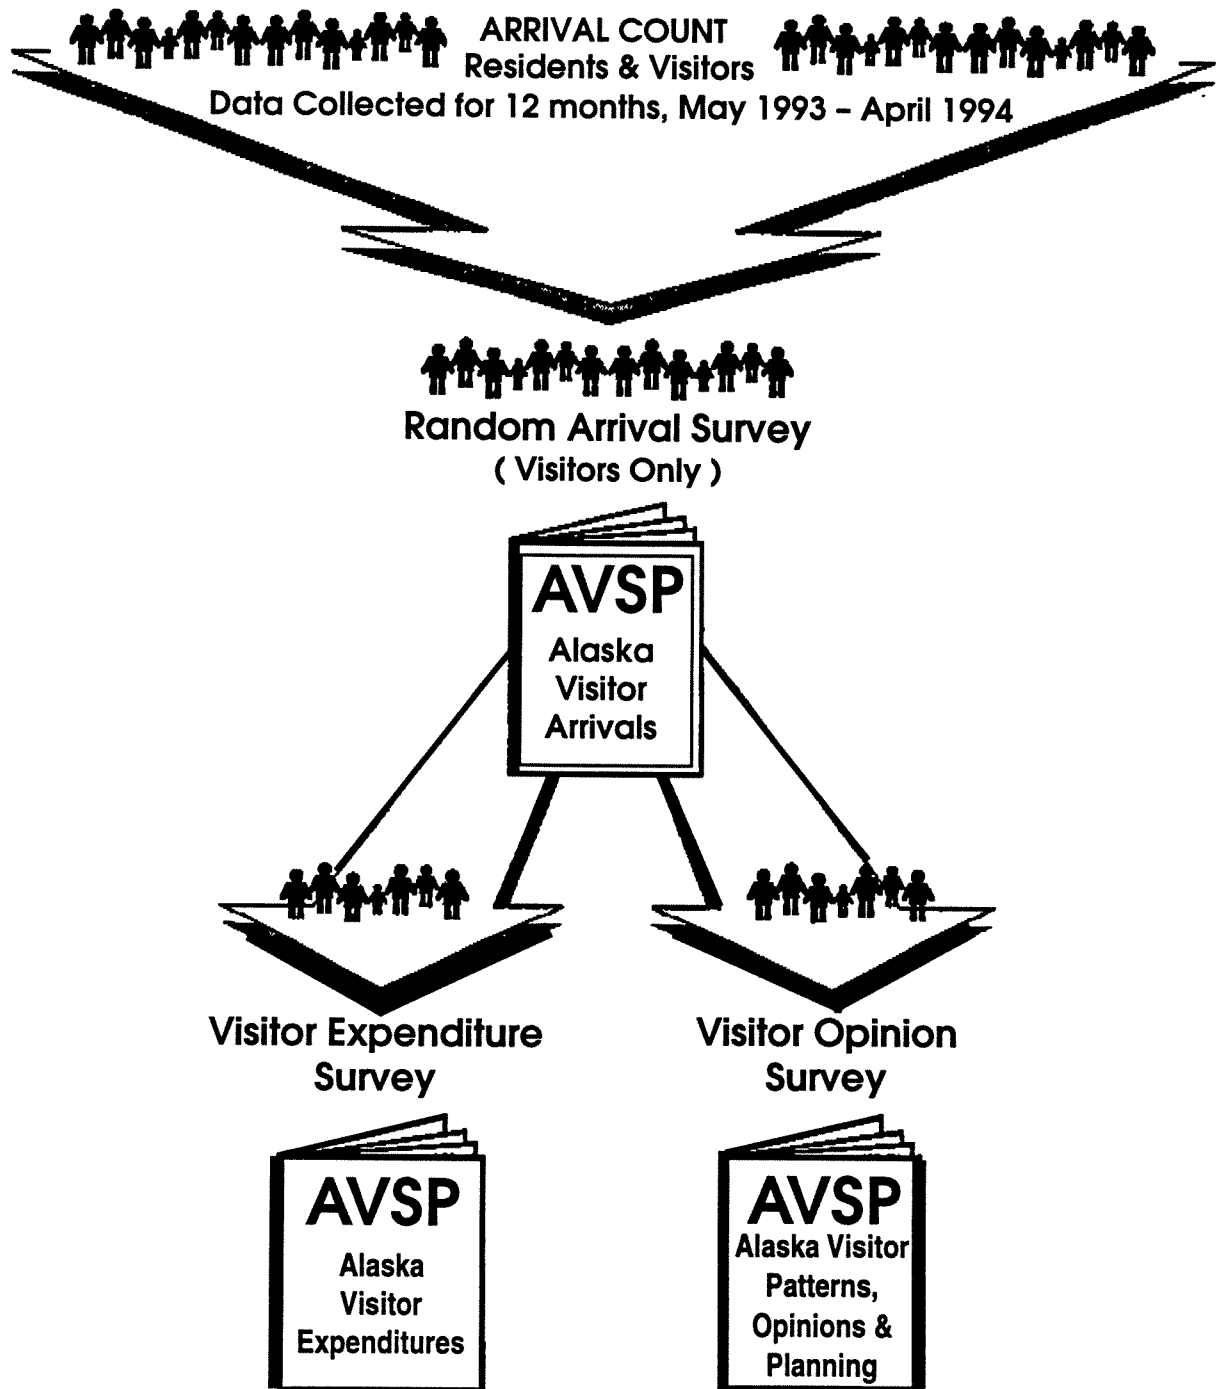 ARRIVAL COUNT
Residents & Visitors
Data Collected for 12 months, May 1993 – April 1994
Random Arrival Survey
( Visitors Only )
AVSP
Alaska
Visitor
Arrivals
Visitor Expenditure
Survey
AVSP
Alaska
Visitor
Expenditures
Visitor Opinion
Survey
AVSP
Alaska Visitor
Patterns,
Opinions &
Planning